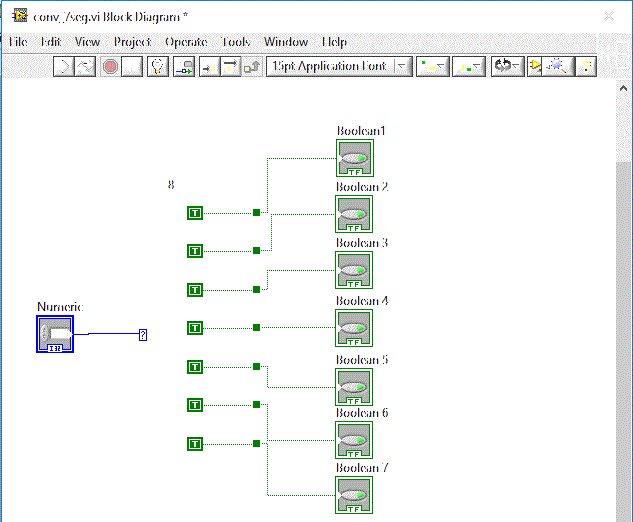 conv_7seg.vi Block Diagram *
File Edit View Project Operate Tools Window Help
15pt Application Font
Boolean1
TF
8
Boolean 2
T
TF
T
Boolean 3
TF
T
Numeric
Boolean 4
I32
?
T
TF
Boolean 5
T
TF
T
Boolean 6
TF
T
Boolean 7
TF